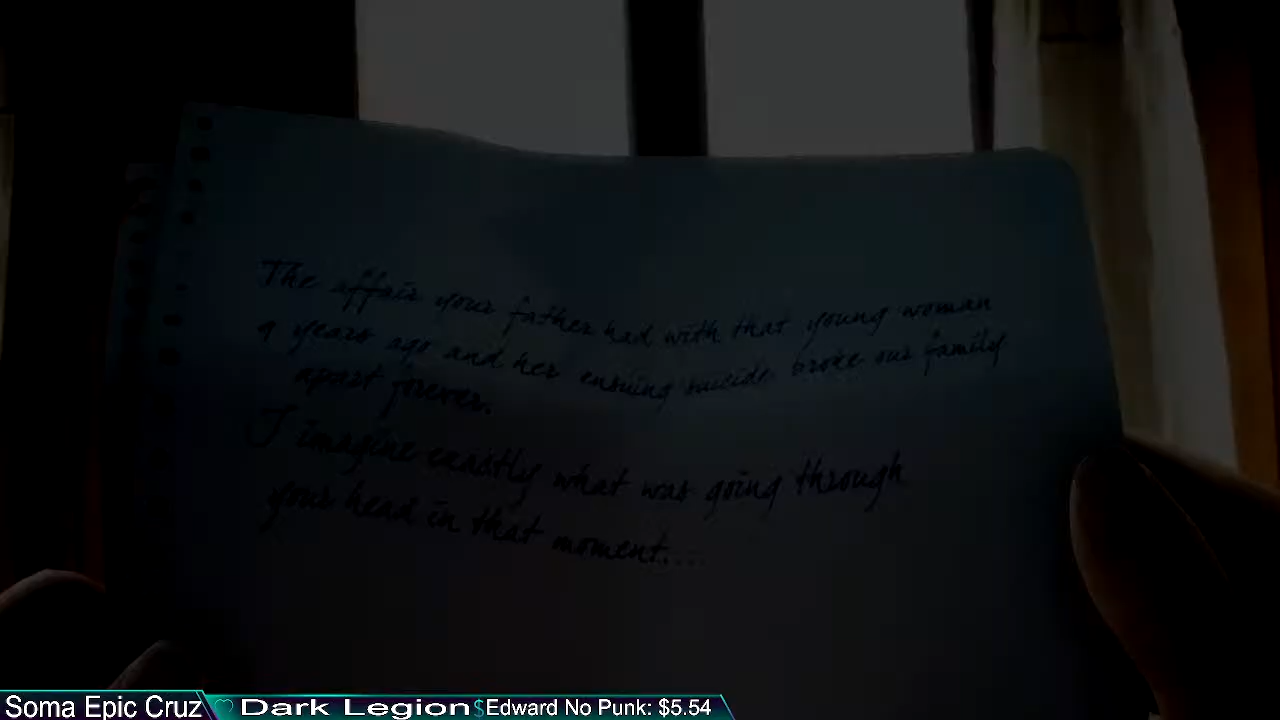 The affair your father had with that young woman
9 years ago and her ensuing suicide broke our family
apart forever.
I imagine exactly what was going through
your head in that moment....
Soma Epic Cruz Dark Legion $Edward No Punk: $5.54